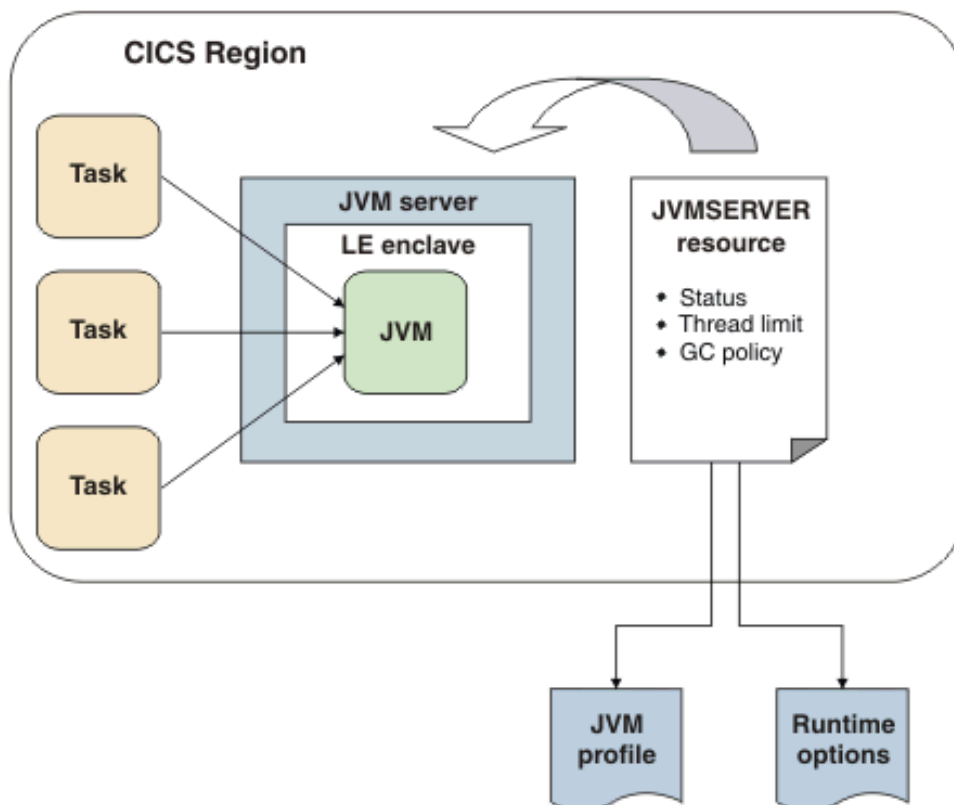 CICS Region
Task
Task
Task
JVM server
LE enclave
JVM
JVMSERVER
resource
Status
Thread limit
GC policy
JVM
profile
Runtime
options